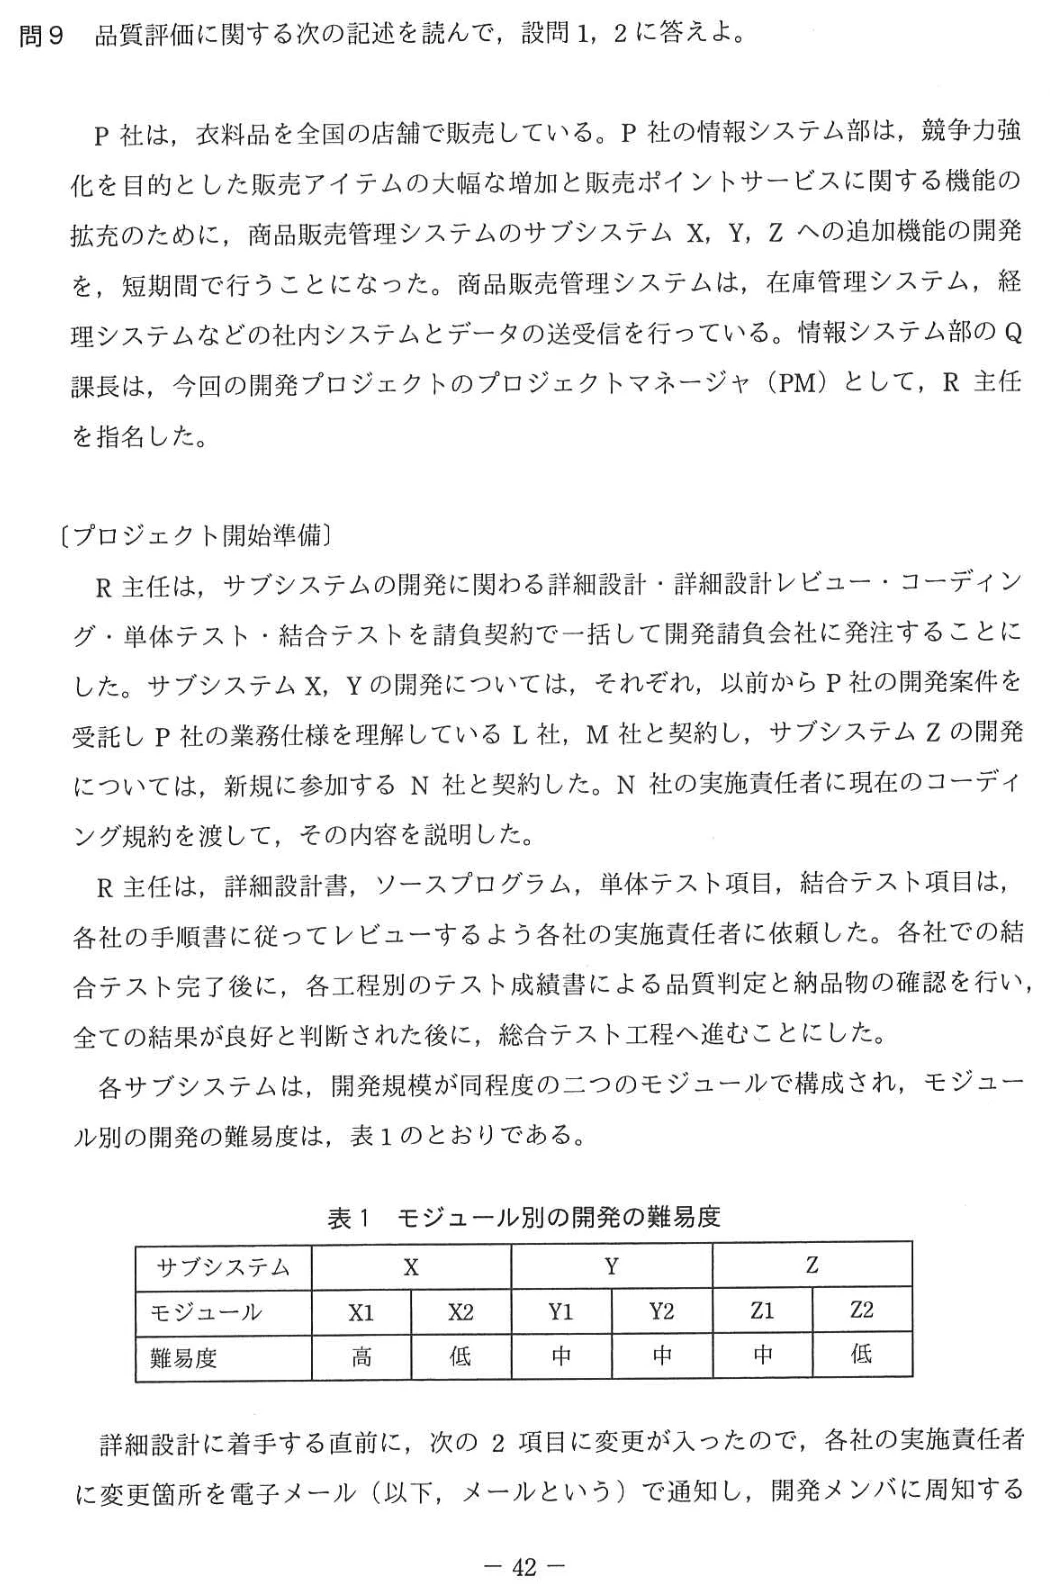 問9 品質評価に関する次の記述を読んで，設問1，2に答えよ。
P 社は，衣料品を全国の店舗で販売している。P 社の情報システム部は，競争力強
化を目的とした販売アイテムの大幅な増加と販売ポイントサービスに関する機能の
拡充のために，商品販売管理システムのサブシステム X，Y，Z への追加機能の開発
を，短期間で行うことになった。商品販売管理システムは，在庫管理システム，経
理システムなどの社内システムとデータの送受信を行っている。情報システム部の Q
課長は，今回の開発プロジェクトのプロジェクトマネージャ（PM）として，R 主任
を指名した。
〔プロジェクト開始準備〕
R 主任は，サブシステムの開発に関わる詳細設計・詳細設計レビュー・コーディン
グ・単体テスト・結合テストを請負契約で一括して開発請負会社に発注することに
した。サブシステム X，Y の開発については，それぞれ，以前から P 社の開発案件を
受託し P 社の業務仕様を理解している L 社，M 社と契約し，サブシステム Z の開発
については，新規に参加する N 社と契約した。N 社の実施責任者に現在のコーディ
ング規約を渡して，その内容を説明した。
R 主任は，詳細設計書，ソースプログラム，単体テスト項目，結合テスト項目は，
各社の手順書に従ってレビューするよう各社の実施責任者に依頼した。各社での結
合テスト完了後に，各工程別のテスト成績書による品質判定と納品物の確認を行い，
全ての結果が良好と判断された後に，総合テスト工程へ進むことにした。
各サブシステムは，開発規模が同程度の二つのモジュールで構成され，モジュー
ル別の開発の難易度は，表1のとおりである。
表1 モジュール別の開発の難易度
サブシステム X Y Z
モジュール X1 X2 Y1 Y2 Z1 Z2
難易度 高 低 中 中 中 低
詳細設計に着手する直前に，次の 2 項目に変更が入ったので，各社の実施責任者
に変更箇所を電子メール（以下，メールという）で通知し，開発メンバに周知する
－ 42 －